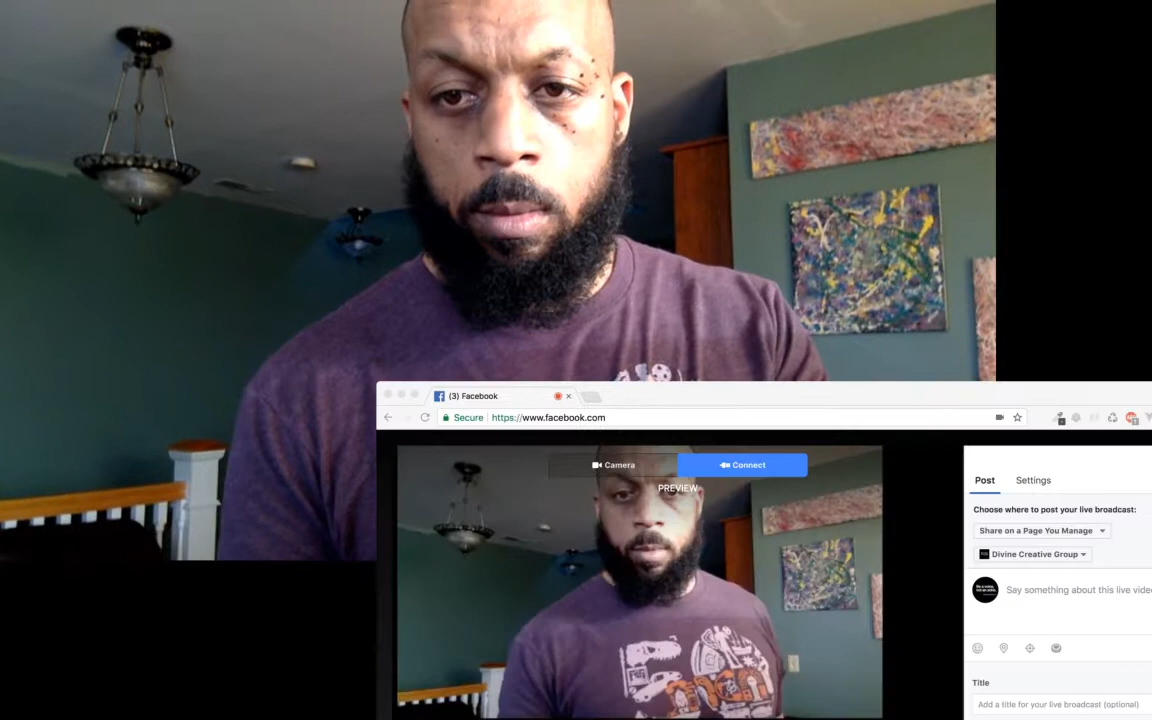 (3) Facebook
Secure
https://www.facebook.com
Camera
Connect
PREVIEW
Post
Settings
Choose where to post your live broadcast:
Share on a Page You Manage
Divine Creative Group
Say something about this live vide
Title
Add a title for your live broadcast (optional)